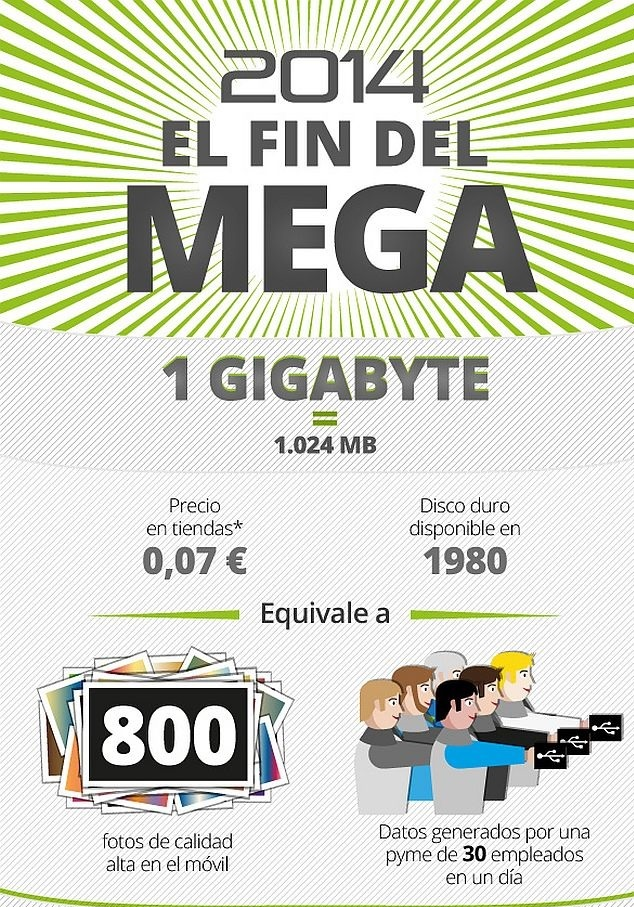 2014
EL FIN DEL
MEGA
1 GIGABYTE
=
1.024 MB
Precio
en tiendas*
0,07 €
Disco duro
disponible en
1980
Equivale a
800
fotos de calidad
alta en el móvil
Datos generados por una
pyme de 30 empleados
en un día